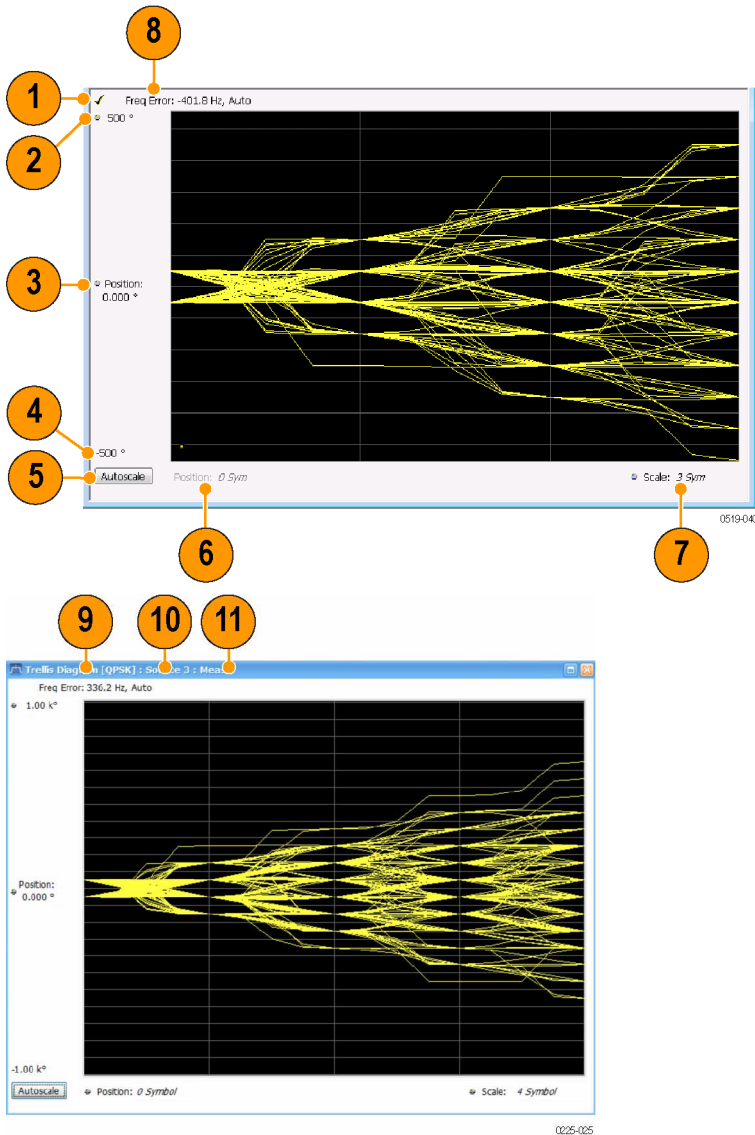 8
1
✓ Freq Error: -401.8 Hz, Auto
500 °
2
3
Position:
0.000 °
4
-500 °
5
Autoscale
Position: 0 Sym
Scale: 3 Sym
0519-040
6
7
9
10
11
Trellis Diagram [QPSK] : Source 3 : Meas
Freq Error: 336.2 Hz, Auto
1.00 k°
Position:
0.000 °
-1.00 k°
Autoscale
Position: 0 Symbol
Scale: 4 Symbol
0225-025